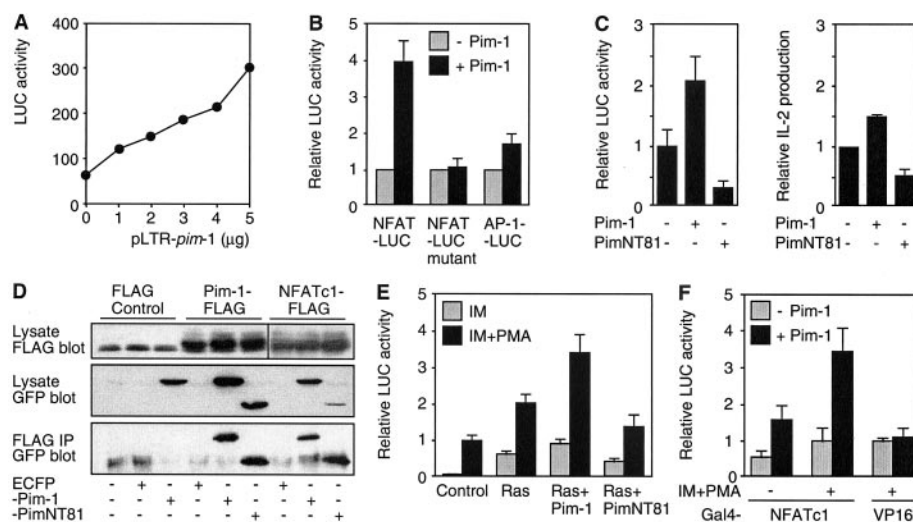 A
LUC activity
400
300
200
100
0
0 1 2 3 4 5
pLTR-pim-1 (µg)
B
Relative LUC activity
5
4
3
2
1
0
- Pim-1
+ Pim-1
NFAT -LUC
NFAT -LUC mutant
AP-1- -LUC
C
Relative LUC activity
3
2
1
0
Pim-1 - + -
PimNT81 - - +
Relative IL-2 production
3
2
1
0
Pim-1 - + -
PimNT81 - - +
D
FLAG Control
Pim-1- FLAG
NFATc1- FLAG
Lysate
FLAG blot
Lysate
GFP blot
FLAG IP
GFP blot
ECFP - + - + - - + - -
-Pim-1 - - + - + - - + -
-PimNT81 - - - - - + - - +
E
Relative LUC activity
5
4
3
2
1
0
IM
IM+PMA
Control
Ras
Ras+ Pim-1
Ras+ PimNT81
F
Relative LUC activity
5
4
3
2
1
0
- Pim-1
+ Pim-1
IM+PMA - + +
Gal4- NFATc1 VP16